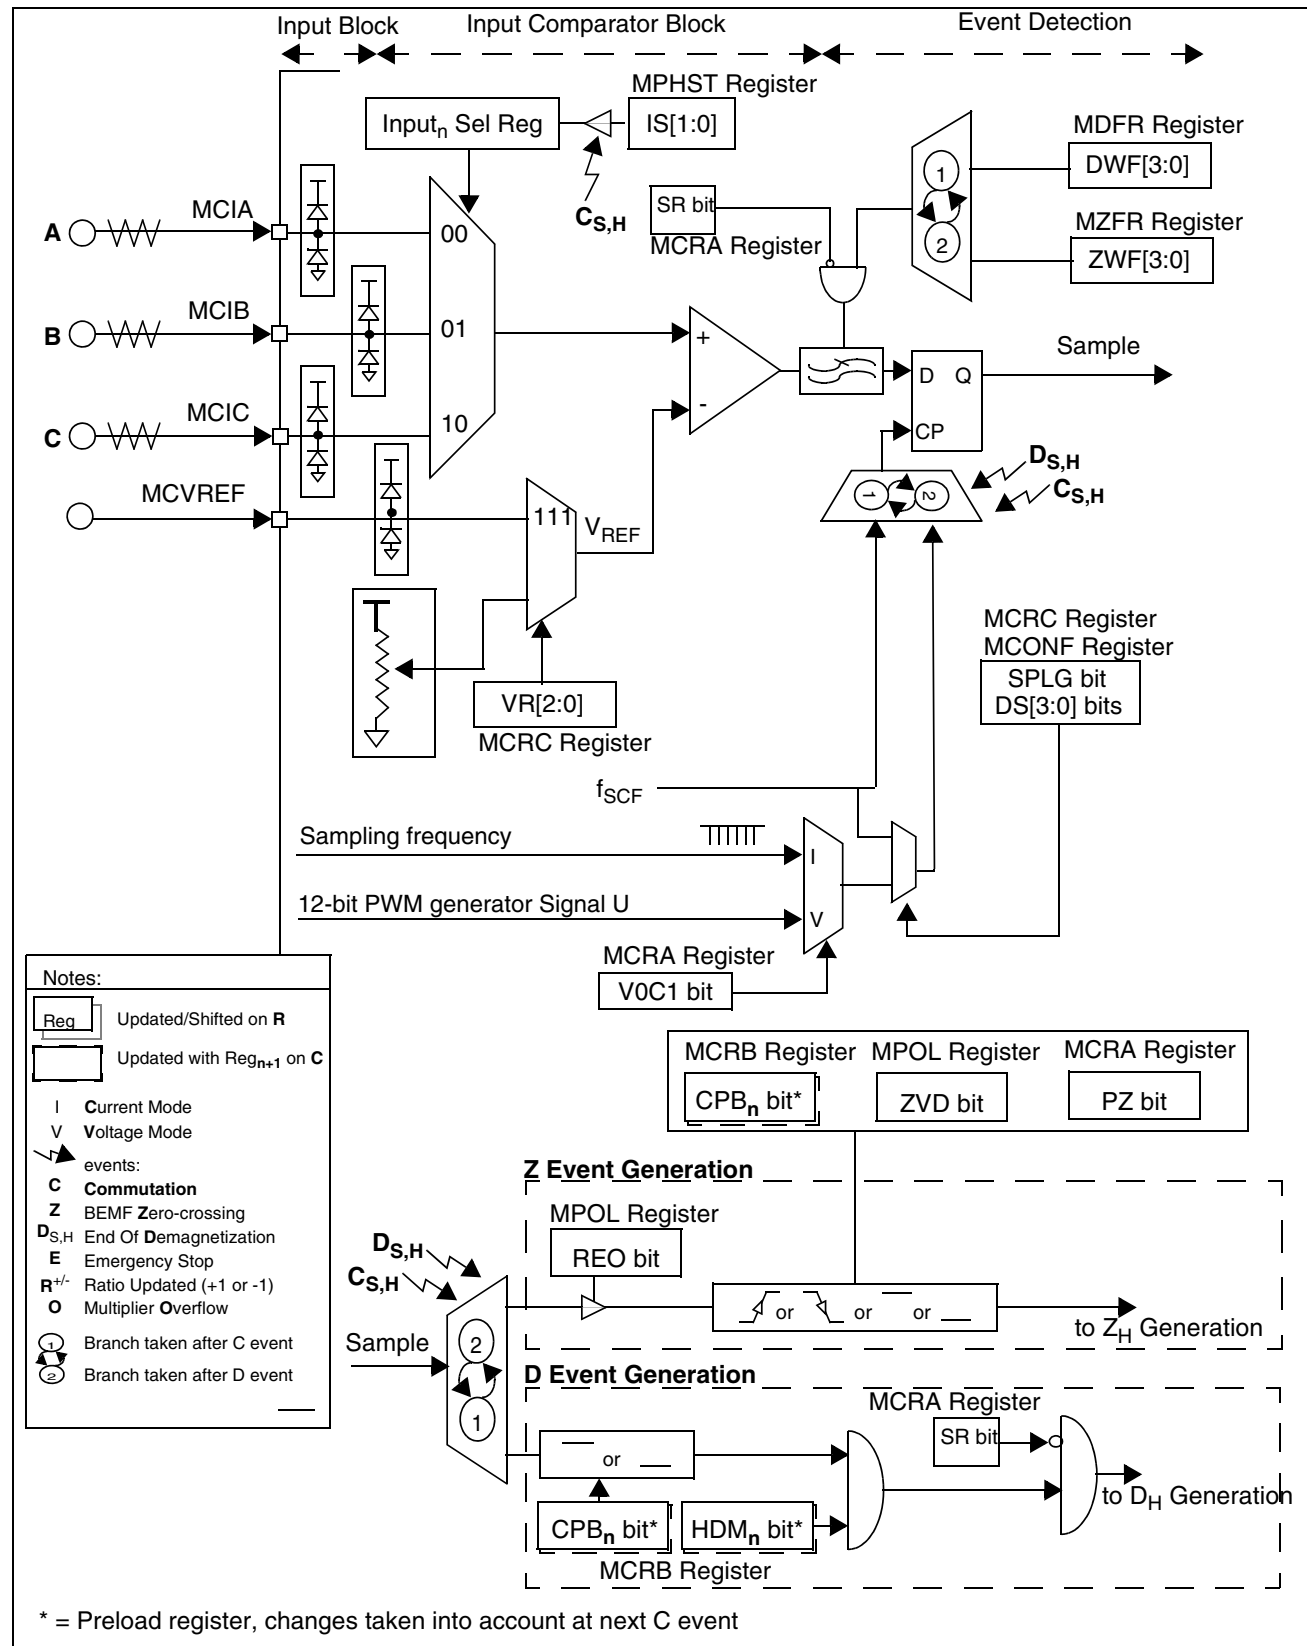 Input Block
Input Comparator Block
Event Detection
MPHST Register
Inputn Sel Reg
IS[1:0]
CS,H
SR bit
MCRA Register
MDFR Register
DWF[3:0]
MZFR Register
ZWF[3:0]
1
2
A
MCIA
00
B
MCIB
01
C
MCIC
10
MCVREF
111
VREF
+
-
D Q
CP
Sample
1 2
DS,H
CS,H
VR[2:0]
MCRC Register
MCRC Register
MCONF Register
SPLG bit
DS[3:0] bits
fSCF
Sampling frequency
I
12-bit PWM generator Signal U
V
MCRA Register
V0C1 bit
Notes:
Reg
Updated/Shifted on R
Updated with Regn+1 on C
I Current Mode
V Voltage Mode
events:
C Commutation
Z BEMF Zero-crossing
DS,H End Of Demagnetization
E Emergency Stop
R+/- Ratio Updated (+1 or -1)
O Multiplier Overflow
1 Branch taken after C event
2 Branch taken after D event
MCRB Register
MPOL Register
MCRA Register
CPBn bit*
ZVD bit
PZ bit
Z Event Generation
MPOL Register
REO bit
DS,H
CS,H
or or or
to ZH Generation
Sample
2
1
D Event Generation
MCRA Register
SR bit
or
to DH Generation
CPBn bit*
HDMn bit*
MCRB Register
* = Preload register, changes taken into account at next C event